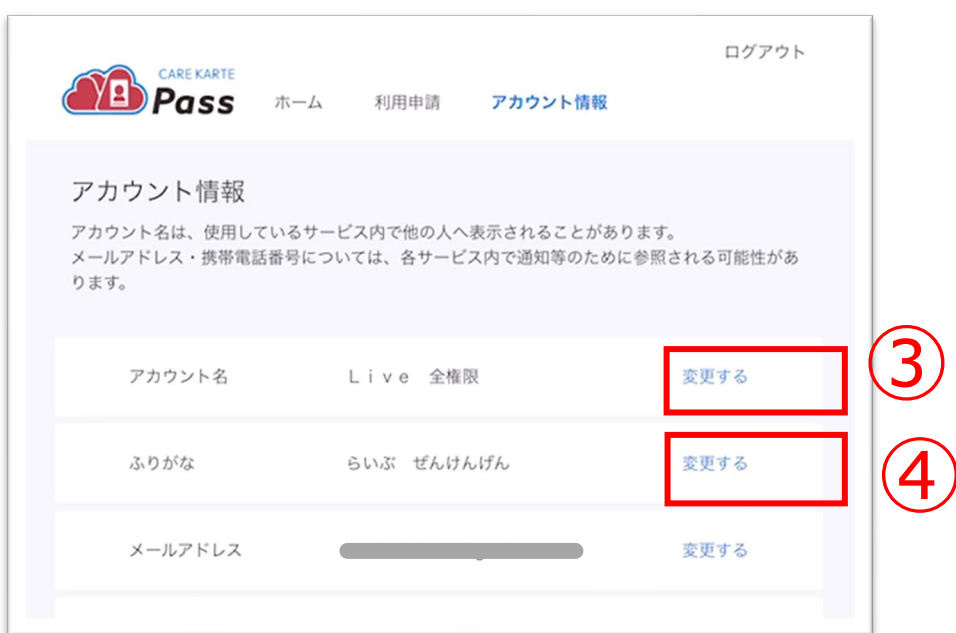 ログアウト
CARE KARTE
Pass
ホーム 利用申請 アカウント情報
アカウント情報
アカウント名は、使用しているサービス内で他の人へ表示されることがあります。
メールアドレス・携帯電話番号については、各サービス内で通知等のために参照される可能性があ
ります。
アカウント名 Ｌｉｖｅ　全権限 変更する
③
ふりがな らいぶ　ぜんけんげん 変更する
④
メールアドレス 変更する